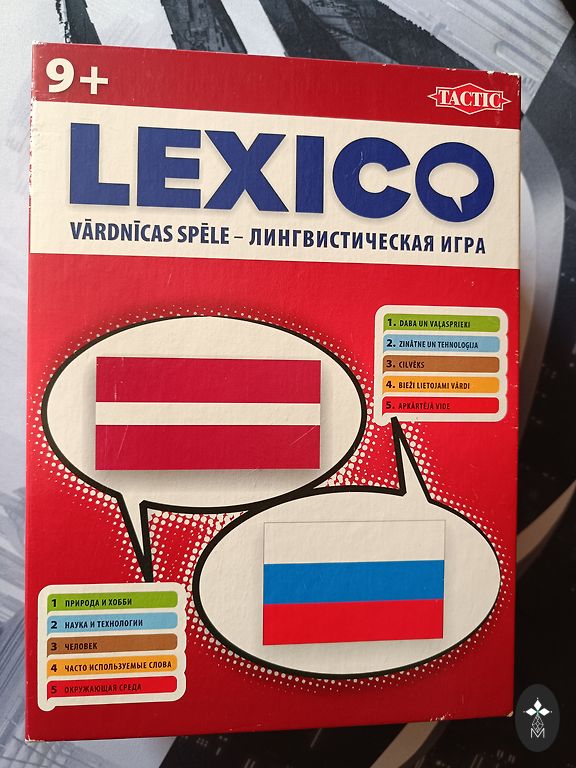 9+
TACTIC
LEXICO
VĀRDNĪCAS SPĒLE – ЛИНГВИСТИЧЕСКАЯ ИГРА
1. DABA UN VAĻASPRIEKI
2. ZINĀTNE UN TEHNOLOĢIJA
3. CILVĒKS
4. BIEŽI LIETOJAMI VĀRDI
5. APKĀRTĒJĀ VIDE
1 ПРИРОДА И ХОББИ
2 НАУКА И ТЕХНОЛОГИИ
3 ЧЕЛОВЕК
4 ЧАСТО ИСПОЛЬЗУЕМЫЕ СЛОВА
5 ОКРУЖАЮЩАЯ СРЕДА